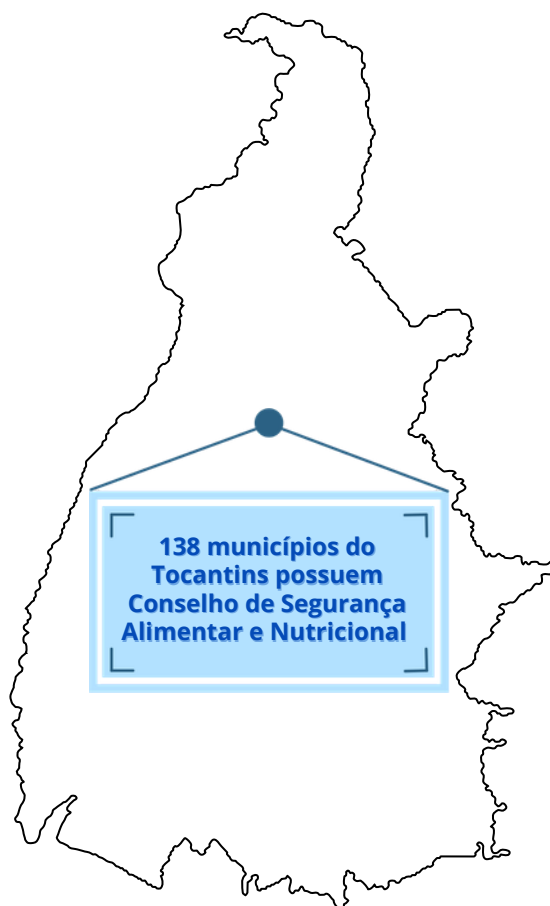 138 municípios do
Tocantins possuem
Conselho de Segurança
Alimentar e Nutricional